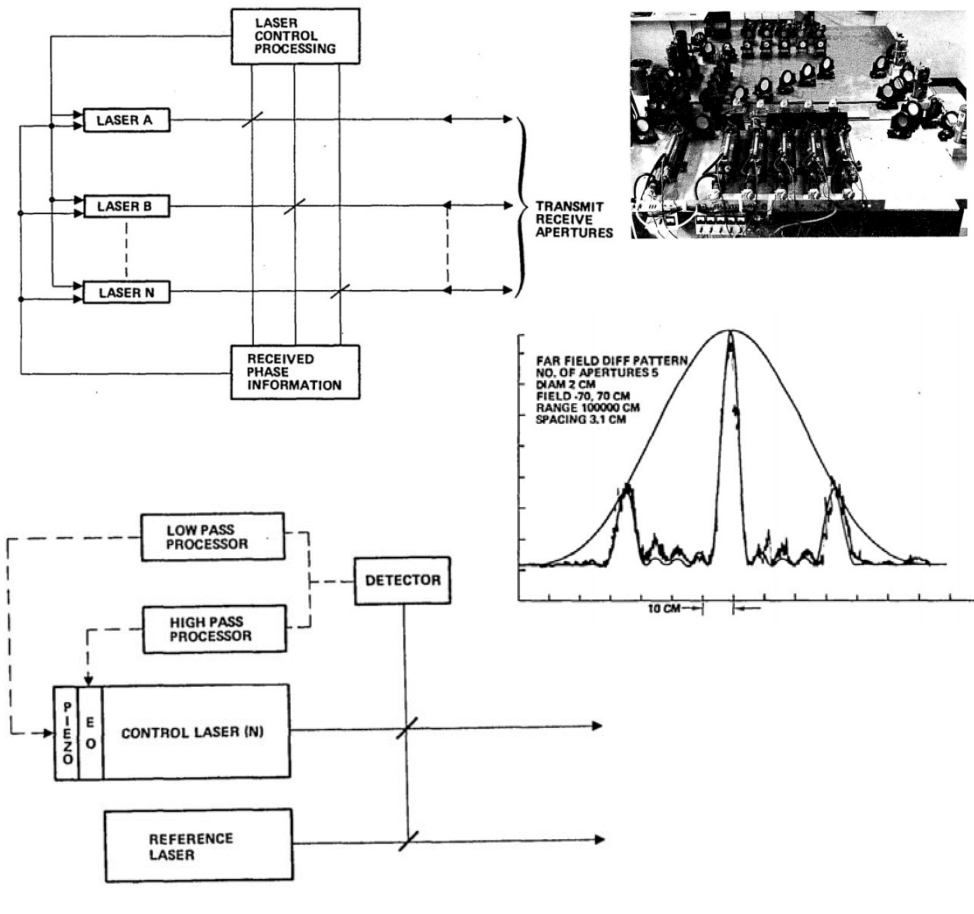 LASER
CONTROL
PROCESSING
LASER A
LASER B
LASER N
TRANSMIT
RECEIVE
APERTURES
RECEIVED
PHASE
INFORMATION
FAR FIELD DIFF PATTERN
NO. OF APERTURES 5
DIAM 2 CM
FIELD -70, 70 CM
RANGE 100000 CM
SPACING 3.1 CM
10 CM
LOW PASS
PROCESSOR
DETECTOR
HIGH PASS
PROCESSOR
PIEZO
EO
CONTROL LASER (N)
REFERENCE
LASER